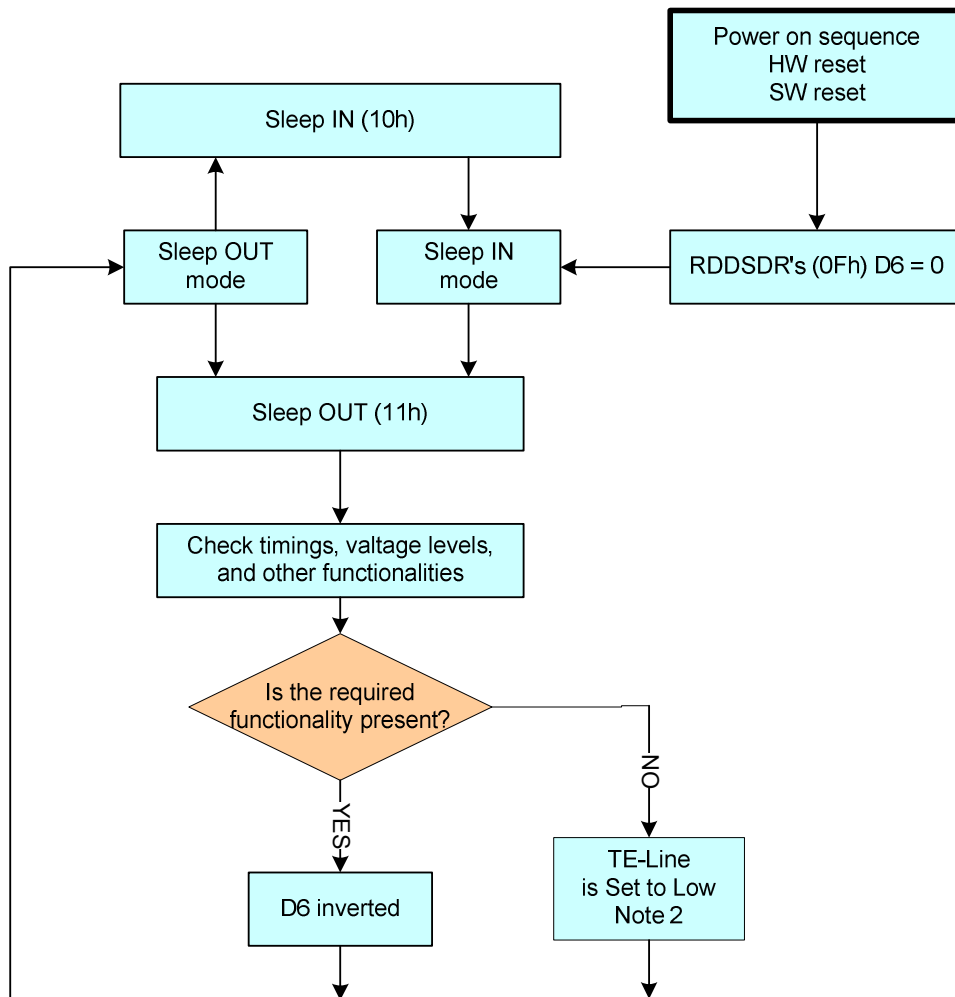 Power on sequence
HW reset
SW reset
Sleep IN (10h)
Sleep OUT
mode
Sleep IN
mode
RDDSDR's (0Fh) D6 = 0
Sleep OUT (11h)
Check timings, valtage levels,
and other functionalities
Is the required
functionality present?
NO
YES
TE-Line
is Set to Low
Note 2
D6 inverted